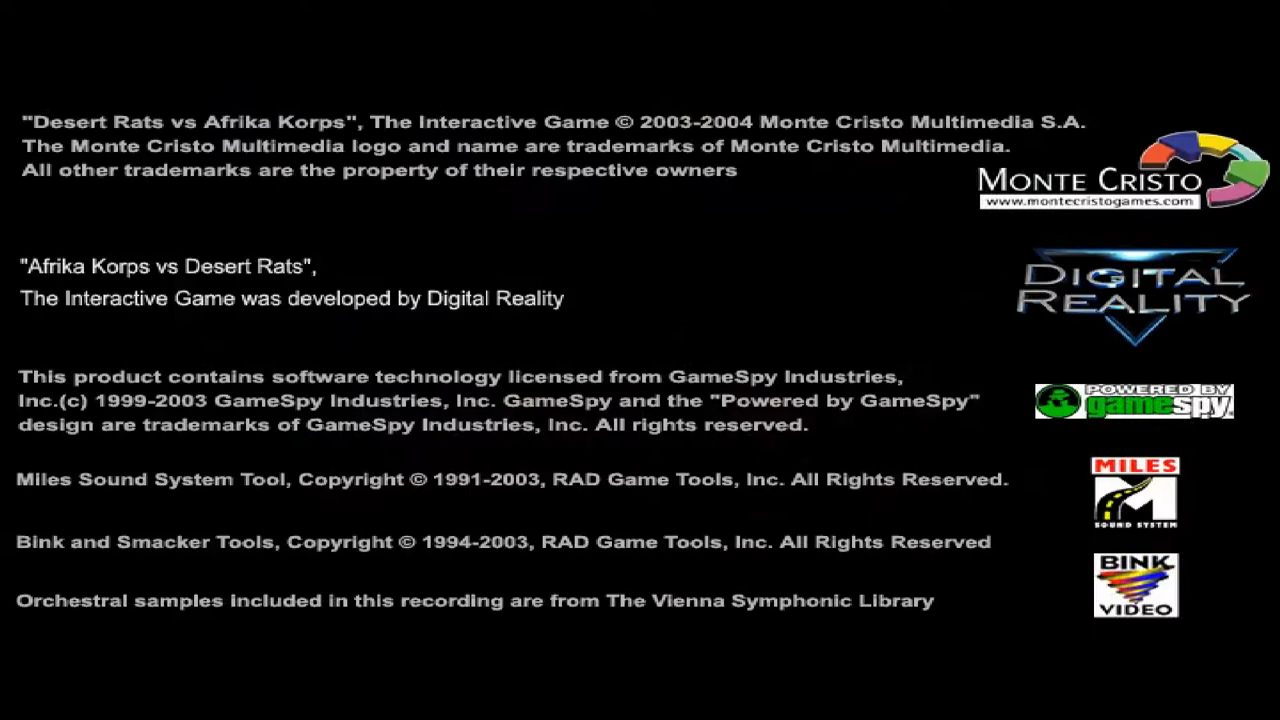 "Desert Rats vs Afrika Korps", The Interactive Game © 2003-2004 Monte Cristo Multimedia S.A.
The Monte Cristo Multimedia logo and name are trademarks of Monte Cristo Multimedia.
All other trademarks are the property of their respective owners
MONTE CRISTO
www.montecristogames.com
"Afrika Korps vs Desert Rats",
The Interactive Game was developed by Digital Reality
DIGITAL
REALITY
This product contains software technology licensed from GameSpy Industries,
Inc.(c) 1999-2003 GameSpy Industries, Inc. GameSpy and the "Powered by GameSpy"
design are trademarks of GameSpy Industries, Inc. All rights reserved.
POWERED BY
gamespy.
Miles Sound System Tool, Copyright © 1991-2003, RAD Game Tools, Inc. All Rights Reserved.
MILES
M
SOUND SYSTEM
Bink and Smacker Tools, Copyright © 1994-2003, RAD Game Tools, Inc. All Rights Reserved
BINK
VIDEO
Orchestral samples included in this recording are from The Vienna Symphonic Library